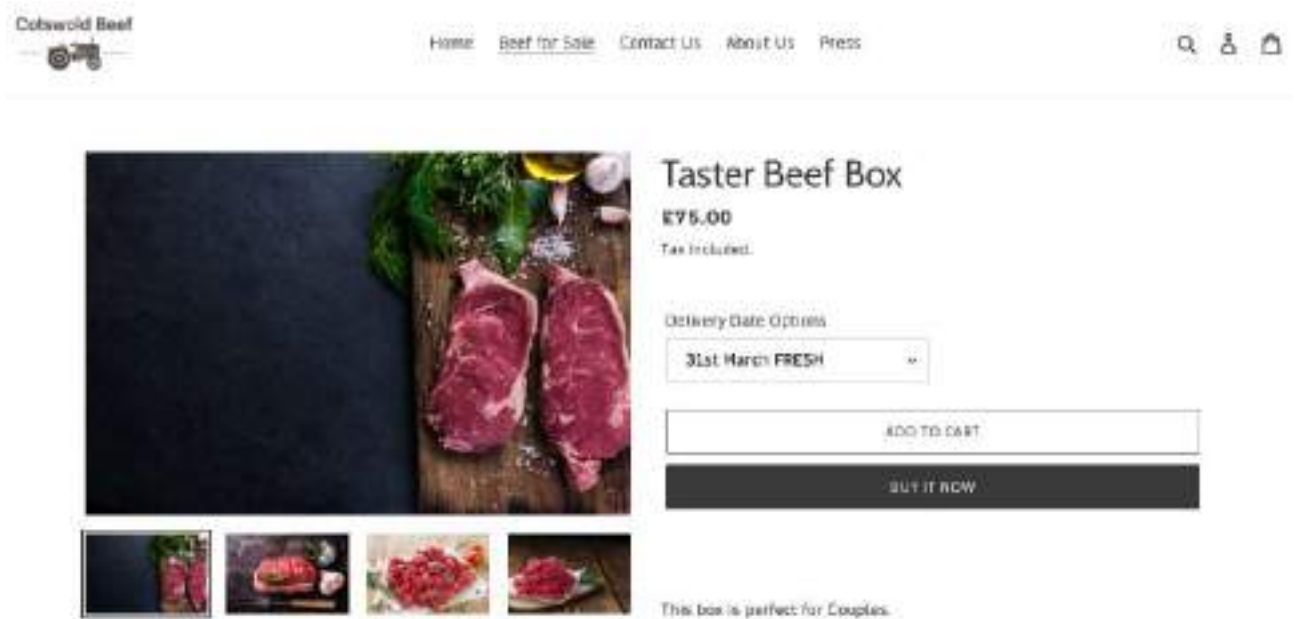 Cotswold Beef
Home Beef for Sale Contact Us About Us Press
Taster Beef Box
£75.00
Tax included.
Delivery Date Options
31st March FRESH
ADD TO CART
BUY IT NOW
This box is perfect for Couples.